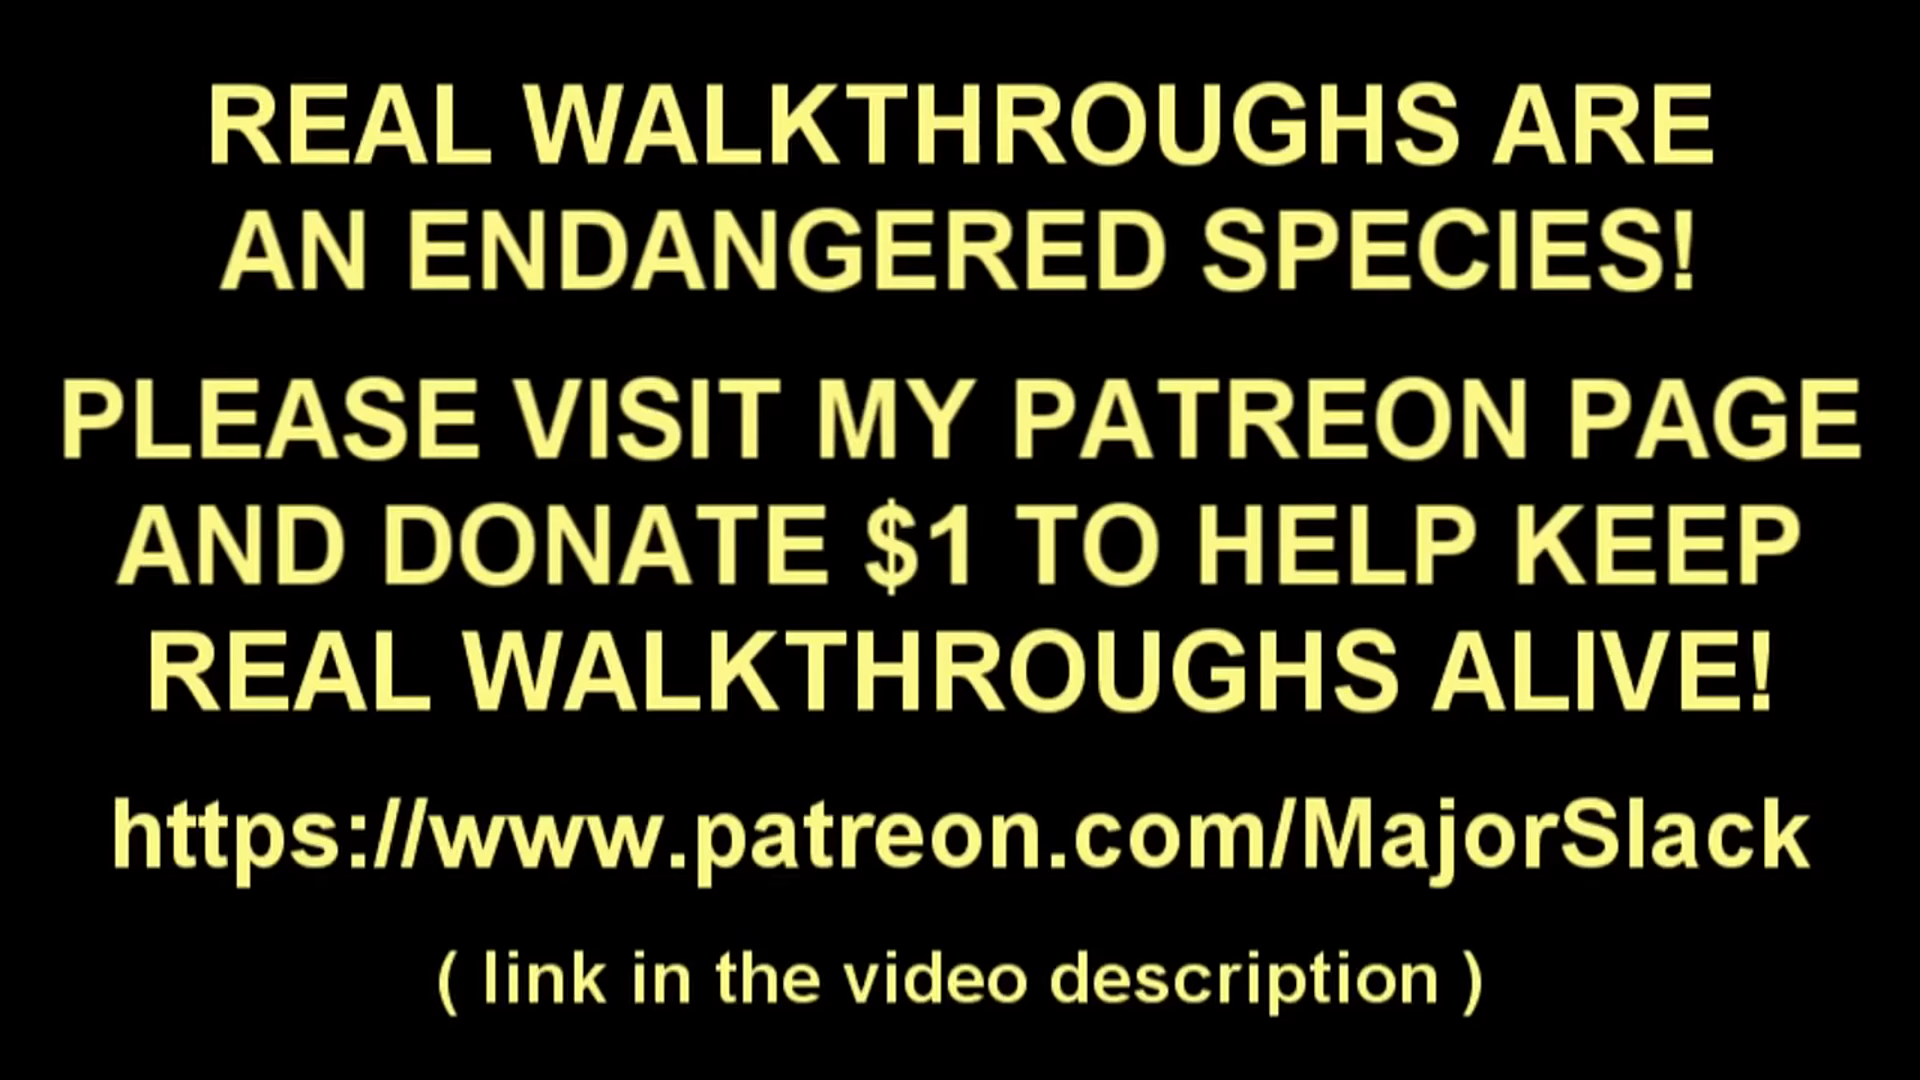 REAL WALKTHROUGHS ARE
AN ENDANGERED SPECIES!
PLEASE VISIT MY PATREON PAGE
AND DONATE $1 TO HELP KEEP
REAL WALKTHROUGHS ALIVE!
https://www.patreon.com/MajorSlack
( link in the video description )